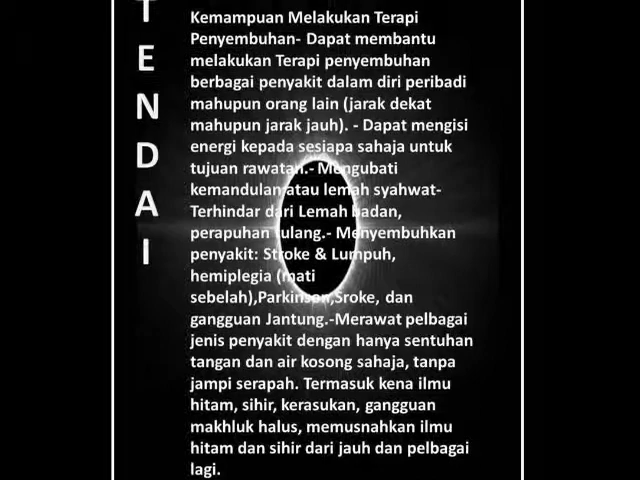 T
E
N
D
A
I
Kemampuan Melakukan Terapi
Penyembuhan- Dapat membantu
melakukan Terapi penyembuhan
berbagai penyakit dalam diri peribadi
mahupun orang lain (jarak dekat
mahupun jarak jauh). - Dapat mengisi
energi kepada sesiapa sahaja untuk
tujuan rawatan.- Mengubati
kemandulan atau lemah syahwat-
Terhindar dari Lemah badan,
perapuhan tulang.- Menyembuhkan
penyakit: Stroke & Lumpuh,
hemiplegia (mati
sebelah),Parkinson,Sroke, dan
gangguan Jantung.-Merawat pelbagai
jenis penyakit dengan hanya sentuhan
tangan dan air kosong sahaja, tanpa
jampi serapah. Termasuk kena ilmu
hitam, sihir, kerasukan, gangguan
makhluk halus, memusnahkan ilmu
hitam dan sihir dari jauh dan pelbagai
lagi.